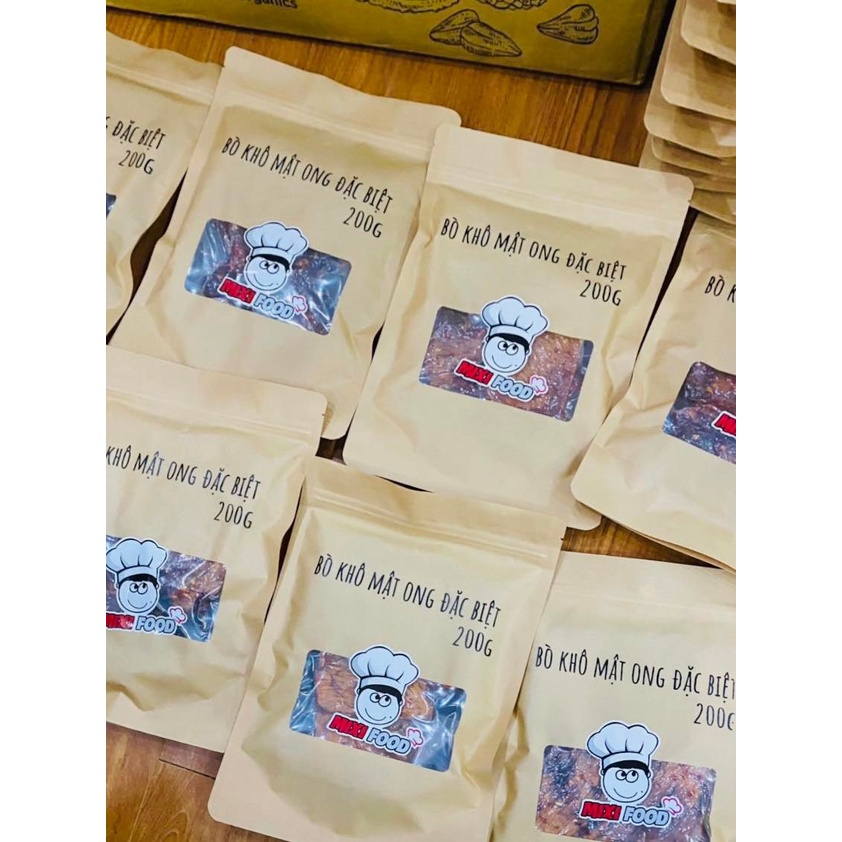 organics
ĐẶC BIỆT
200G
BÒ KHÔ MẬT ONG ĐẶC BIỆT
200G
MIXI FOOD
BÒ KHÔ MẬT ONG ĐẶC BIỆT
200G
MIXI FOOD
BÒ K
MIXI
KHÔ MẬT ONG ĐẶC BIỆT
200G
MIXI FOOD
BÒ KHÔ MẬT ONG ĐẶC BIỆT
200G
MIXI FOOD
BÒ KHÔ MẬT ONG ĐẶC BIỆT
200G
MIXI FOOD